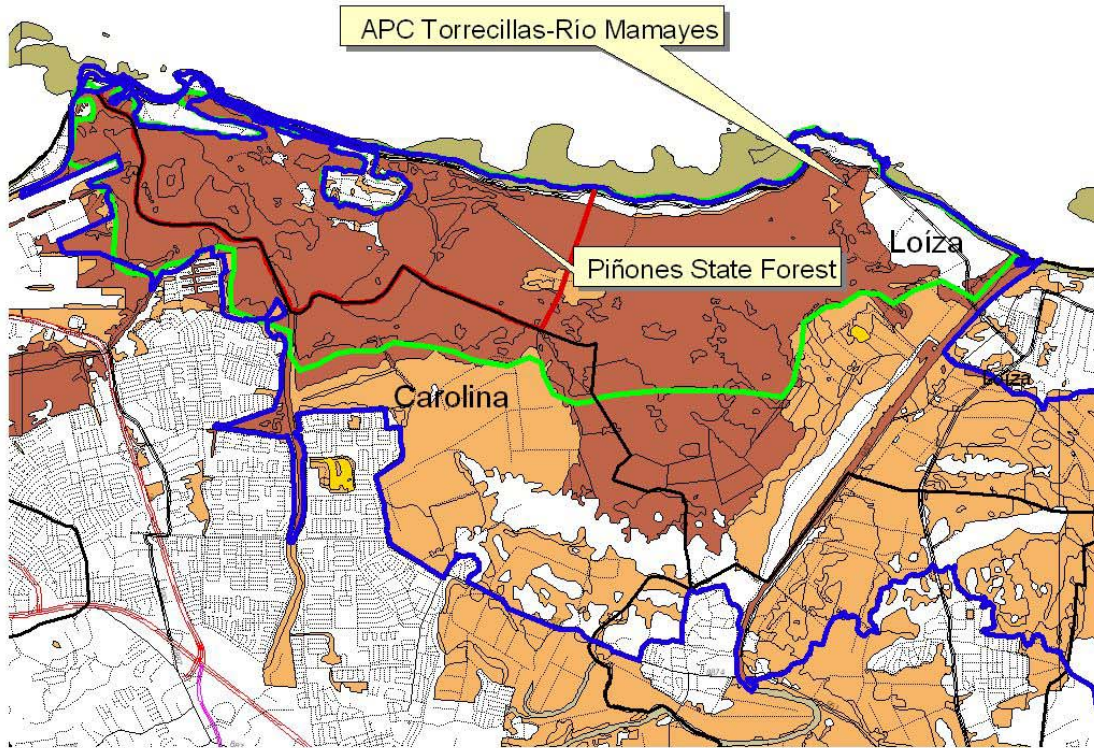 APC Torrecillas-Río Mamayes
Loíza
Piñones State Forest
Carolina
Loíza